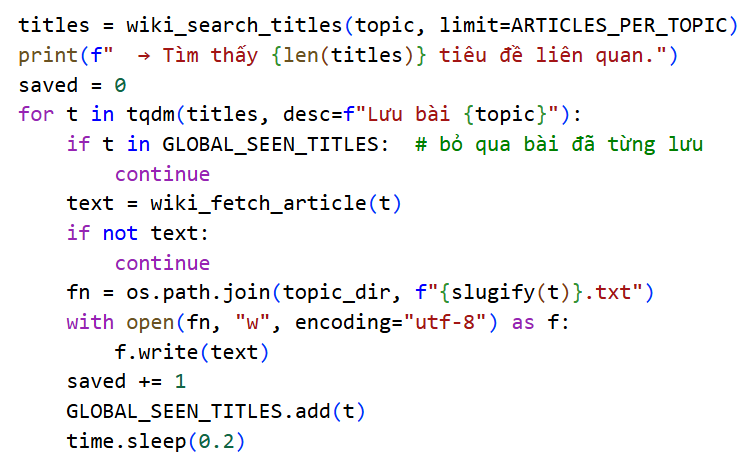 titles = wiki_search_titles(topic, limit=ARTICLES_PER_TOPIC)
print(f"  → Tìm thấy {len(titles)} tiêu đề liên quan.")
saved = 0
for t in tqdm(titles, desc=f"Lưu bài {topic}"):
    if t in GLOBAL_SEEN_TITLES:  # bỏ qua bài đã từng lưu
        continue
    text = wiki_fetch_article(t)
    if not text:
        continue
    fn = os.path.join(topic_dir, f"{slugify(t)}.txt")
    with open(fn, "w", encoding="utf-8") as f:
        f.write(text)
    saved += 1
    GLOBAL_SEEN_TITLES.add(t)
    time.sleep(0.2)